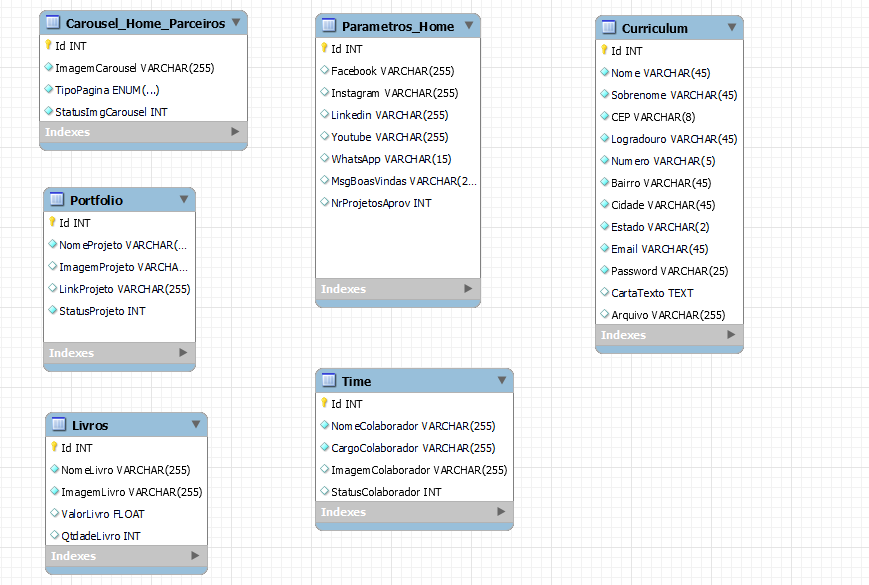 Carousel_Home_Parceiros
Id INT
ImagemCarousel VARCHAR(255)
TipoPagina ENUM(...)
StatusImgCarousel INT
Indexes
Portfolio
Id INT
NomeProjeto VARCHAR(...
ImagemProjeto VARCHA...
LinkProjeto VARCHAR(255)
StatusProjeto INT
Indexes
Livros
Id INT
NomeLivro VARCHAR(255)
ImagemLivro VARCHAR(255)
ValorLivro FLOAT
QtdadeLivro INT
Indexes
Parametros_Home
Id INT
Facebook VARCHAR(255)
Instagram VARCHAR(255)
Linkedin VARCHAR(255)
Youtube VARCHAR(255)
WhatsApp VARCHAR(15)
MsgBoasVindas VARCHAR(2...
NrProjetosAprov INT
Indexes
Time
Id INT
NomeColaborador VARCHAR(255)
CargoColaborador VARCHAR(255)
ImagemColaborador VARCHAR(255)
StatusColaborador INT
Indexes
Curriculum
Id INT
Nome VARCHAR(45)
Sobrenome VARCHAR(45)
CEP VARCHAR(8)
Logradouro VARCHAR(45)
Numero VARCHAR(5)
Bairro VARCHAR(45)
Cidade VARCHAR(45)
Estado VARCHAR(2)
Email VARCHAR(45)
Password VARCHAR(25)
CartaTexto TEXT
Arquivo VARCHAR(255)
Indexes